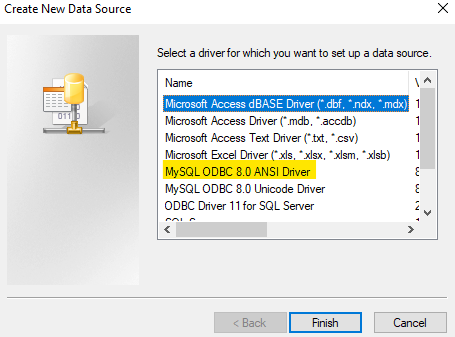 Create New Data Source
Select a driver for which you want to set up a data source.
Name V
Microsoft Access dBASE Driver (*.dbf, *.ndx, *.mdx) 1
Microsoft Access Driver (*.mdb, *.accdb) 1
Microsoft Access Text Driver (*.txt, *.csv) 1
Microsoft Excel Driver (*.xls, *.xlsx, *.xlsm, *.xlsb) 1
MySQL ODBC 8.0 ANSI Driver 8
MySQL ODBC 8.0 Unicode Driver 8
ODBC Driver 11 for SQL Server 2
01110
< Back
Finish
Cancel